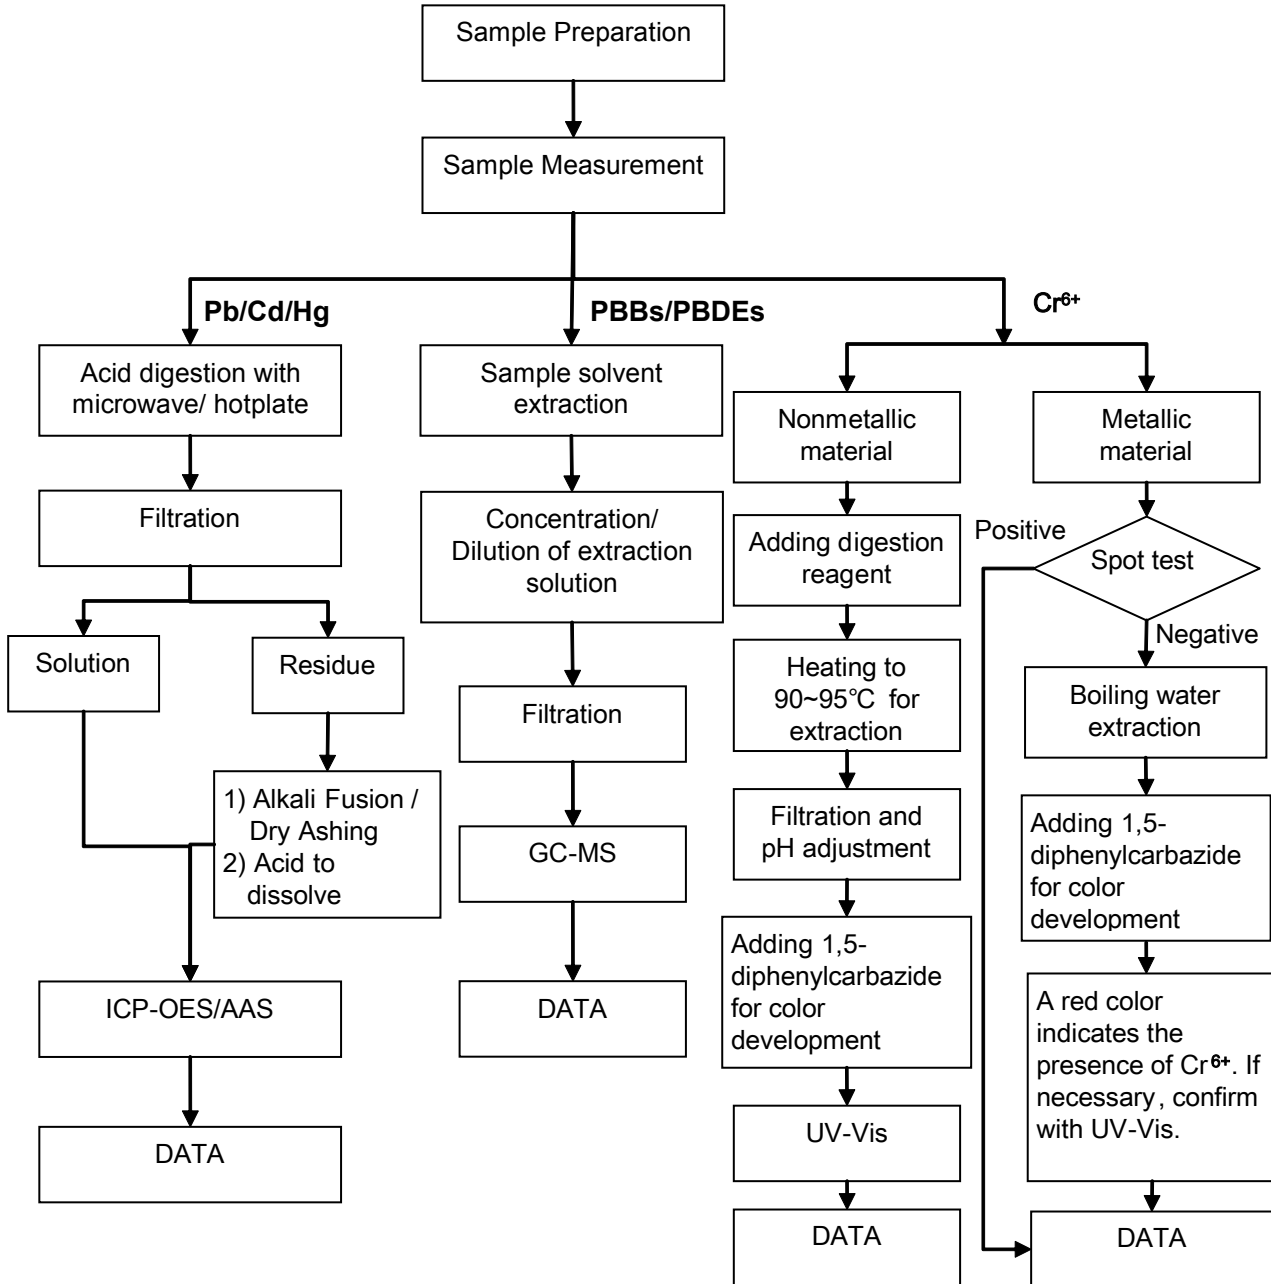 Sample Preparation
Sample Measurement
Pb/Cd/Hg
PBBs/PBDEs
Cr⁶⁺
Acid digestion with
microwave/ hotplate
Filtration
Solution
Residue
1) Alkali Fusion /
Dry Ashing
2) Acid to
dissolve
ICP-OES/AAS
DATA
Sample solvent
extraction
Concentration/
Dilution of extraction
solution
Filtration
GC-MS
DATA
Nonmetallic
material
Adding digestion
reagent
Heating to
90~95℃ for
extraction
Filtration and
pH adjustment
Adding 1,5-
diphenylcarbazide
for color
development
UV-Vis
DATA
Metallic
material
Spot test
Positive
Negative
Boiling water
extraction
Adding 1,5-
diphenylcarbazide
for color
development
A red color
indicates the
presence of Cr⁶⁺. If
necessary, confirm
with UV-Vis.
DATA